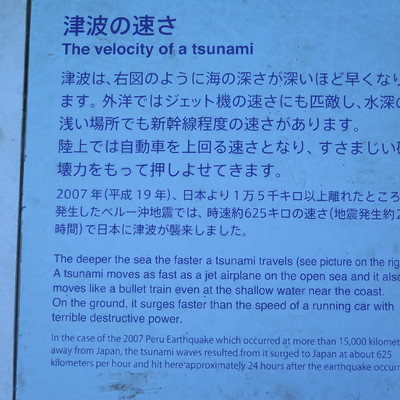 津波の速さ
The velocity of a tsunami
津波は、右図のように海の深さが深いほど早くなり
ます。外洋ではジェット機の速さにも匹敵し、水深の
浅い場所でも新幹線程度の速さがあります。
陸上では自動車を上回る速さとなり、すさまじい
壊力をもって押しよせてきます。
2007年(平成19年)、日本より1万5千キロ以上離れたところ
発生したペルー沖地震では、時速約625キロの速さ(地震発生約2
時間)で日本に津波が襲来しました。
The deeper the sea the faster a tsunami travels (see picture on the rig
A tsunami moves as fast as a jet airplane on the open sea and it also
moves like a bullet train even at the shallow water near the coast.
On the ground, it surges faster than the speed of a running car with
terrible destructive power.
In the case of the 2007 Peru Earthquake which occurred at more than 15,000 kilomet
away from Japan, the tsunami waves resulted from it surged to Japan at about 625
kilometers per hour and hit here approximately 24 hours after the earthquake occurr